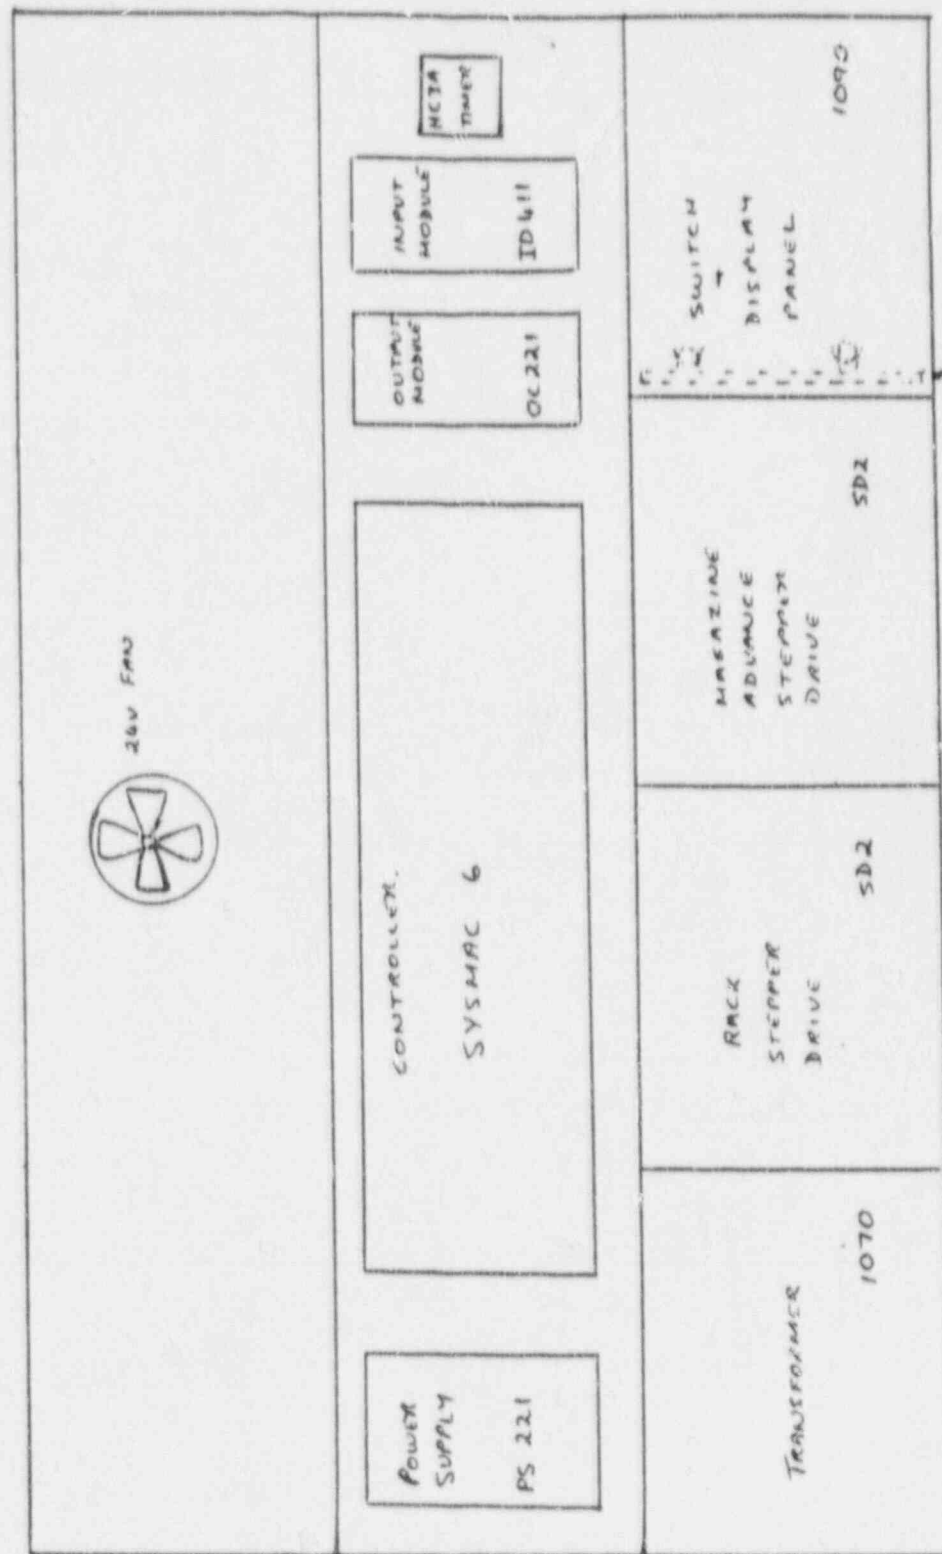 24V FAN
POWER
SUPPLY
PS 221
CONTROLLER.
SYSMAC 6
OUTPUT
MODULE
OC221
INPUT
MODULE
ID411
TIMER
TRANSFORMER
1070
RACK
STEPPER
DRIVE
SD2
MAGAZINE
ADVANCE
STEPPER
DRIVE
SD2
SWITCH
+
DISPLAY
PANEL
1090